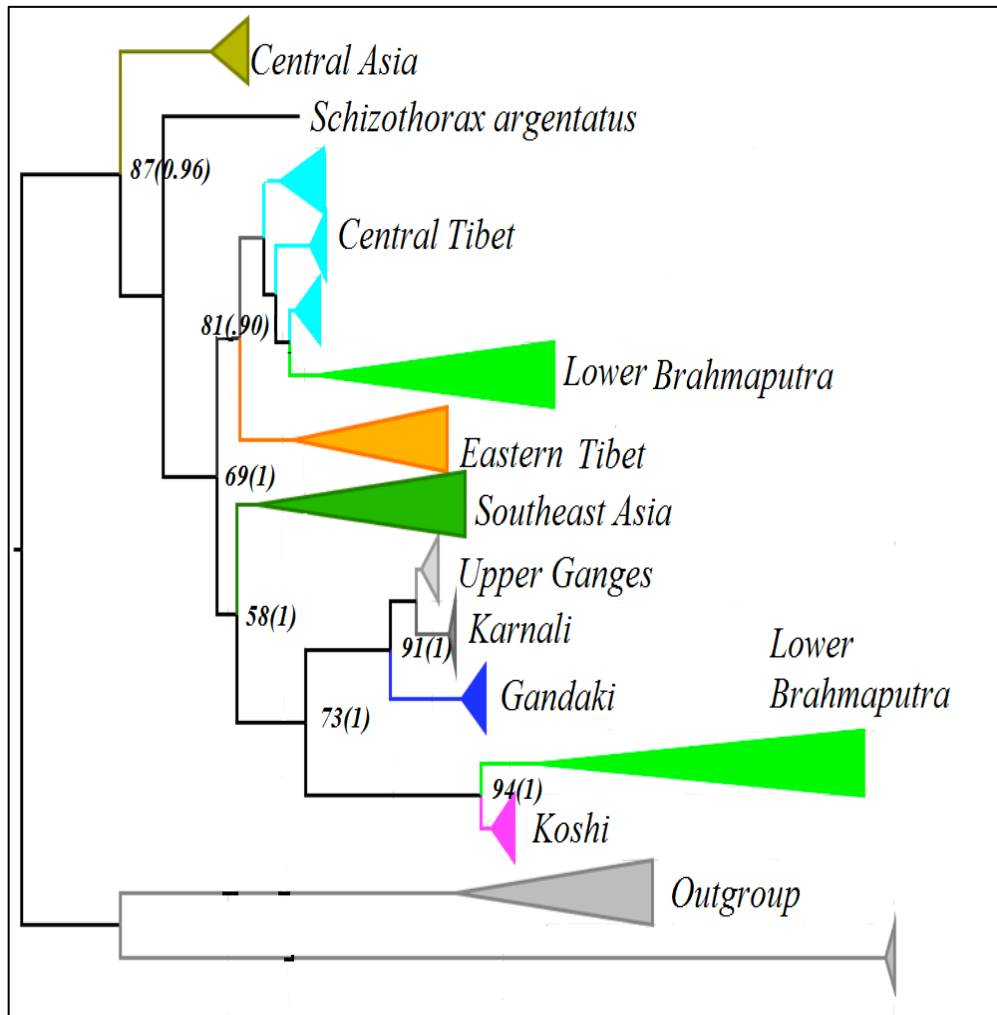 Central Asia
Schizothorax argentatus
87(0.96)
Central Tibet
81(.90)
Lower Brahmaputra
Eastern Tibet
69(1)
Southeast Asia
Upper Ganges
58(1)
Karnali
91(1)
Lower
Brahmaputra
Gandaki
73(1)
94(1)
Koshi
Outgroup